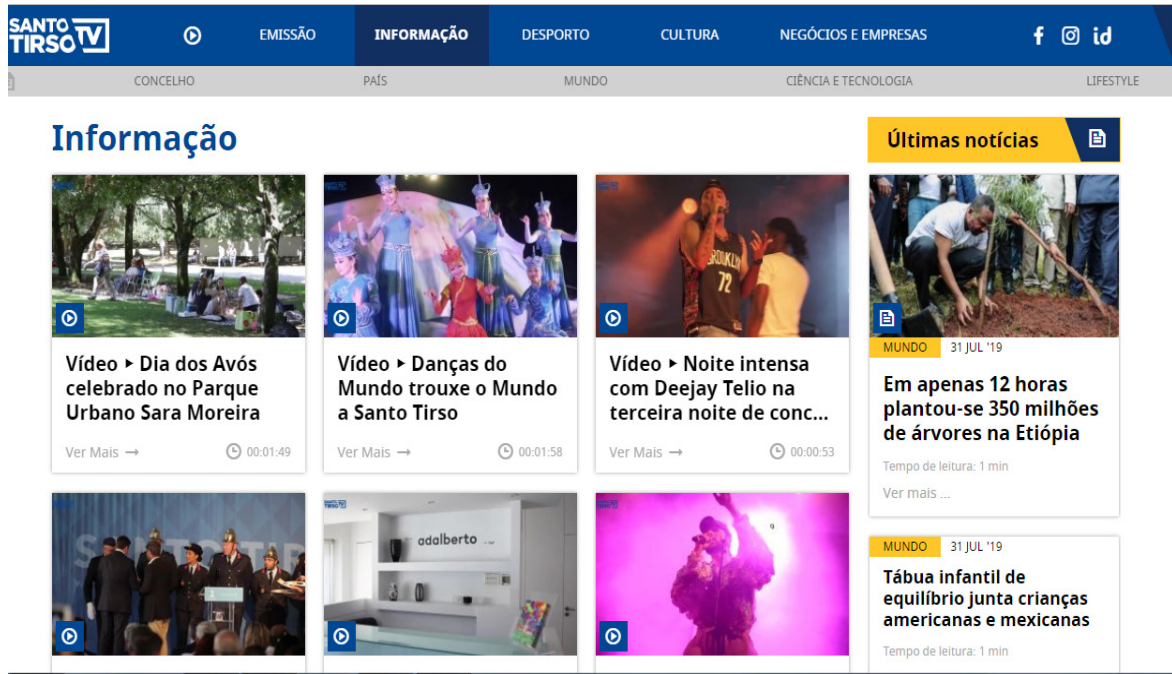 SANTO
TIRSO TV
EMISSÃO
INFORMAÇÃO
DESPORTO
CULTURA
NEGÓCIOS E EMPRESAS
CONCELHO
PAÍS
MUNDO
CIÊNCIA E TECNOLOGIA
LIFESTYLE
Informação
Últimas notícias
Vídeo ‣ Dia dos Avós
celebrado no Parque
Urbano Sara Moreira
Ver Mais →
00:01:49
Vídeo ‣ Danças do
Mundo trouxe o Mundo
a Santo Tirso
Ver Mais →
00:01:58
BROOKLYN
72
Vídeo ‣ Noite intensa
com Deejay Telio na
terceira noite de conc...
Ver Mais →
00:00:53
MUNDO
31 JUL '19
Em apenas 12 horas
plantou-se 350 milhões
de árvores na Etiópia
Tempo de leitura: 1 min
Ver mais ...
SANTO TIR
adalberto
MUNDO
31 JUL '19
Tábua infantil de
equilíbrio junta crianças
americanas e mexicanas
Tempo de leitura: 1 min